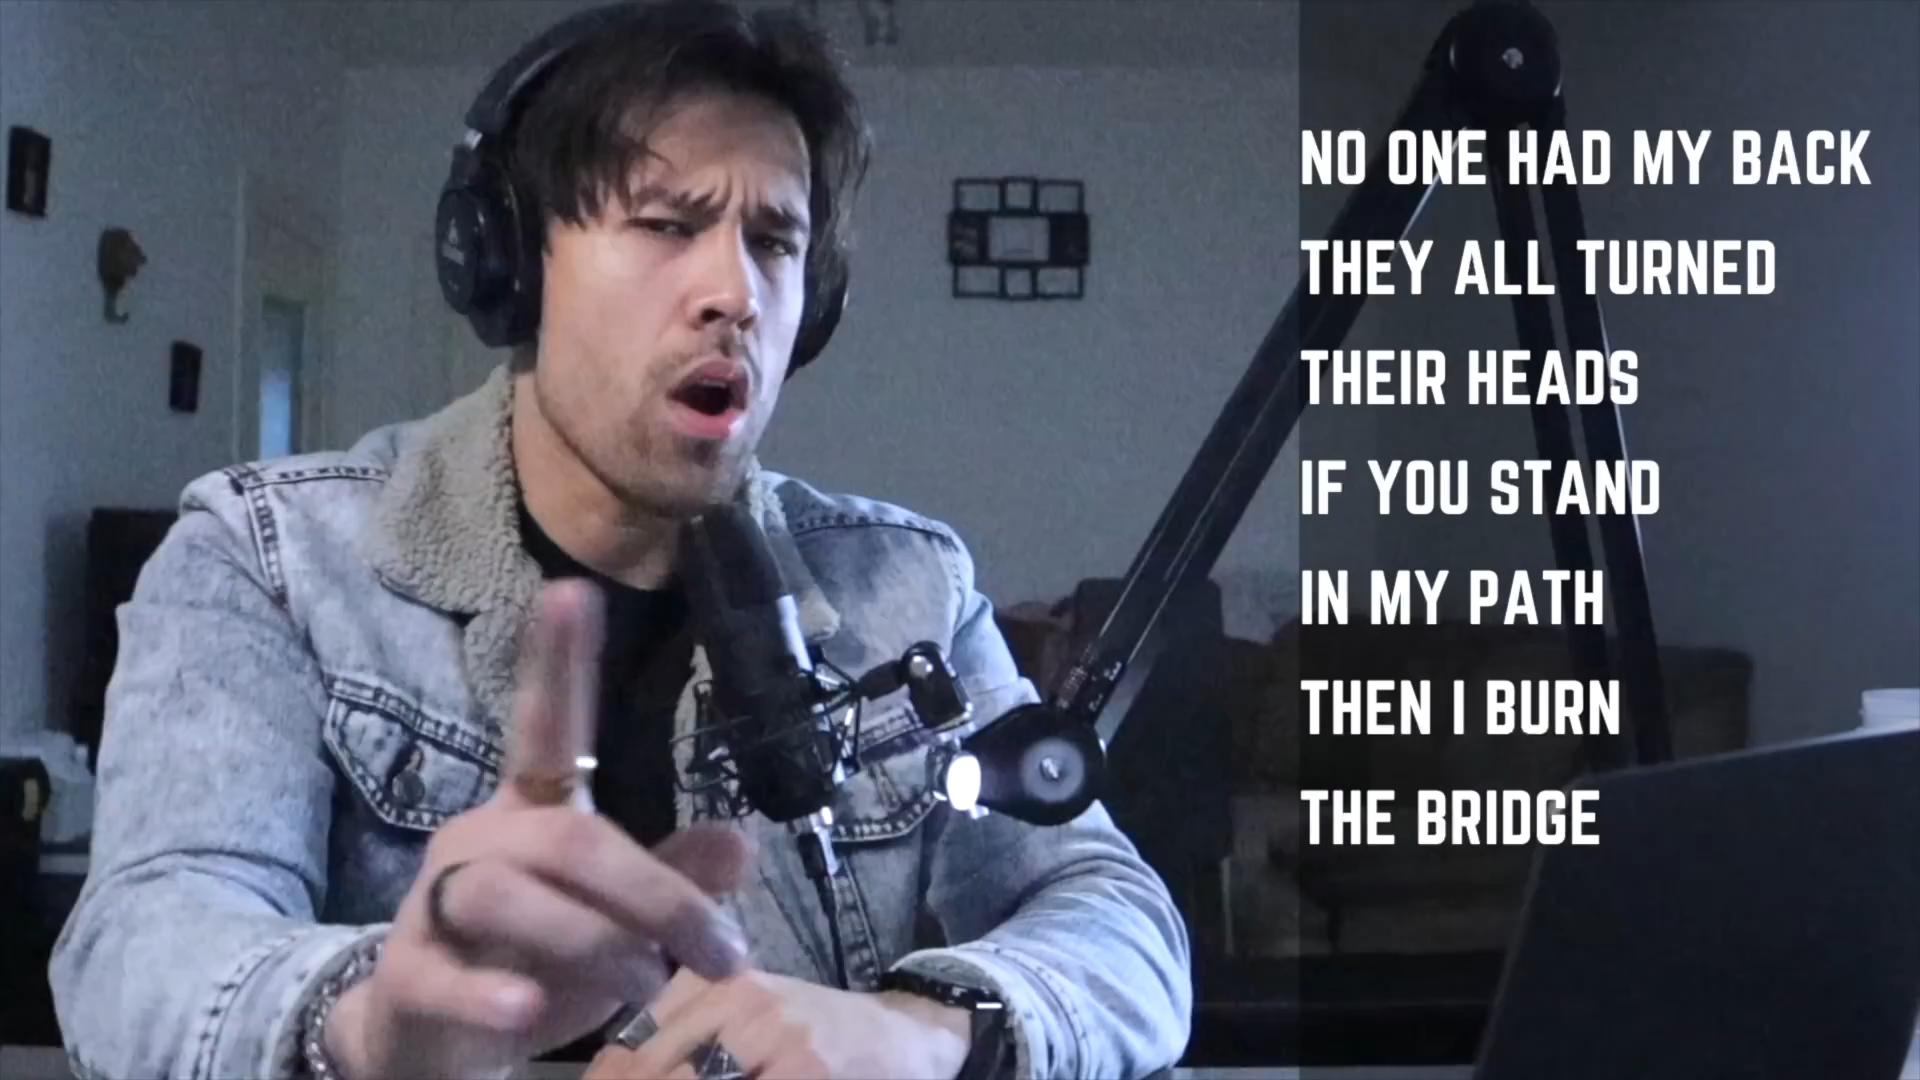 NO ONE HAD MY BACK
THEY ALL TURNED
THEIR HEADS
IF YOU STAND
IN MY PATH
THEN I BURN
THE BRIDGE